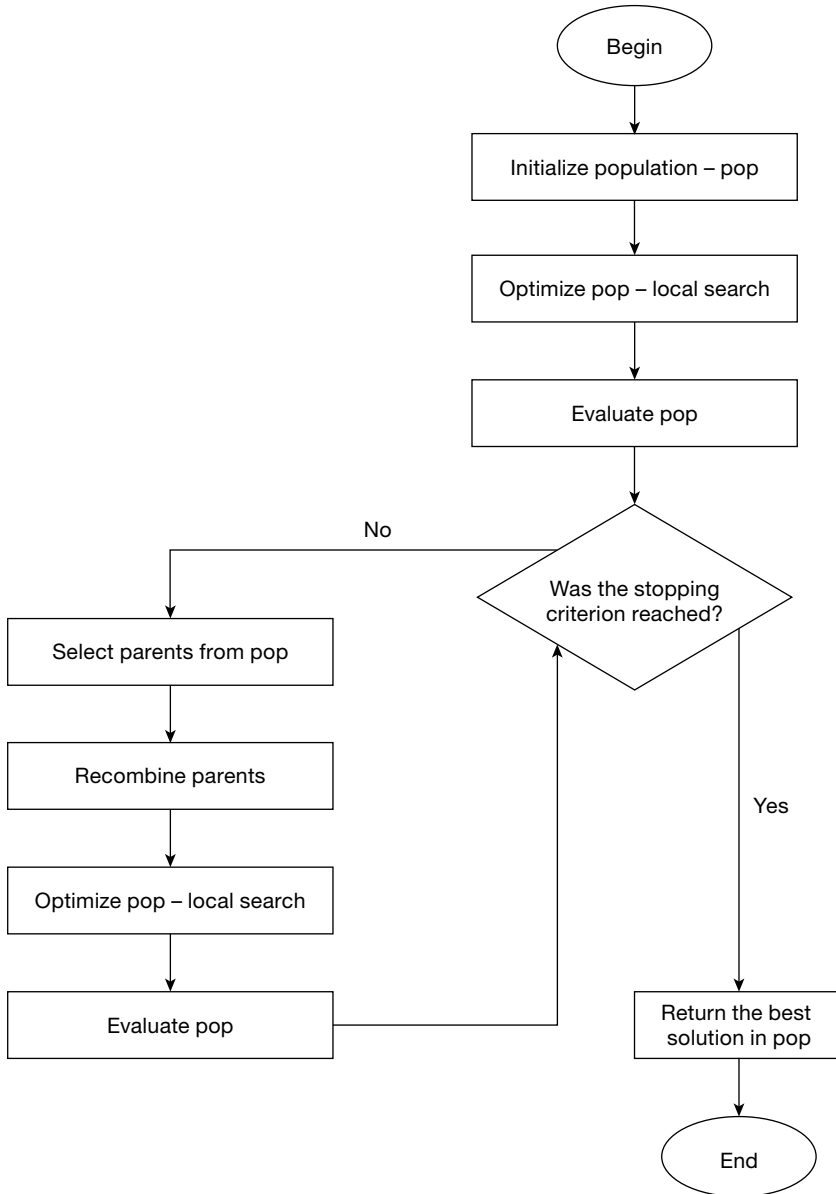 Begin
Initialize population – pop
Optimize pop – local search
Evaluate pop
Was the stopping
criterion reached?
No
Select parents from pop
Recombine parents
Optimize pop – local search
Evaluate pop
Yes
Return the best
solution in pop
End